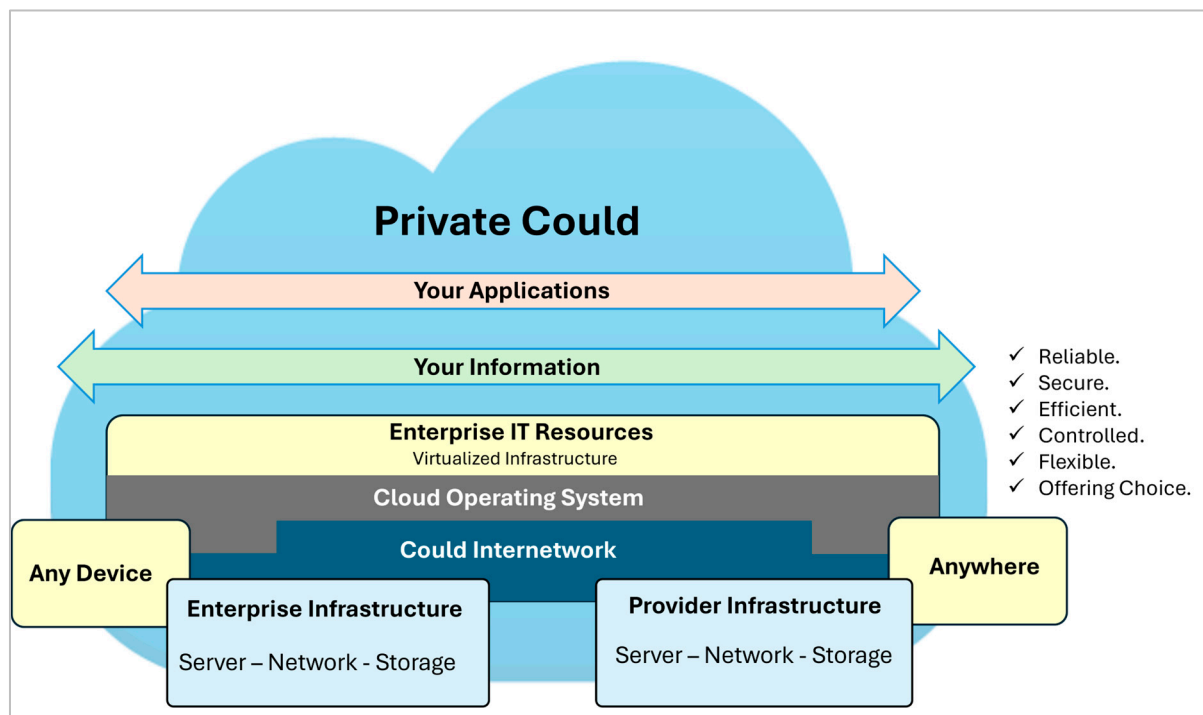 Private Could
Your Applications
Your Information
✓ Reliable.
✓ Secure.
✓ Efficient.
✓ Controlled.
✓ Flexible.
✓ Offering Choice.
Enterprise IT Resources
Virtualized Infrastructure
Cloud Operating System
Could Internetwork
Any Device
Anywhere
Enterprise Infrastructure
Server – Network - Storage
Provider Infrastructure
Server – Network - Storage